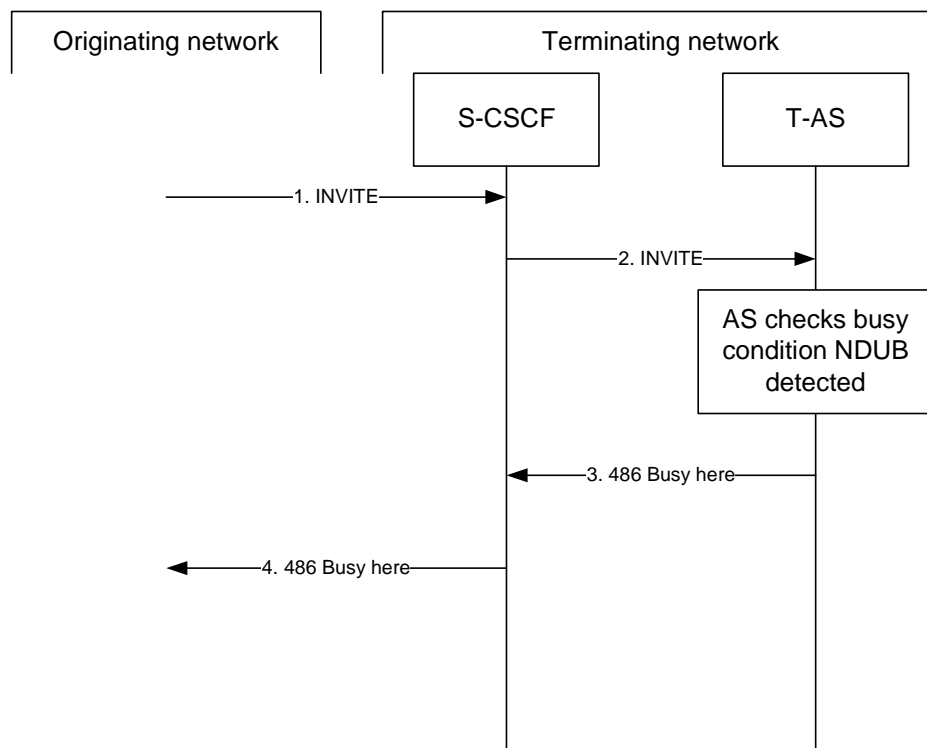 Originating network
Terminating network
S-CSCF
T-AS
1. INVITE
2. INVITE
AS checks busy
condition NDUB
detected
3. 486 Busy here
4. 486 Busy here